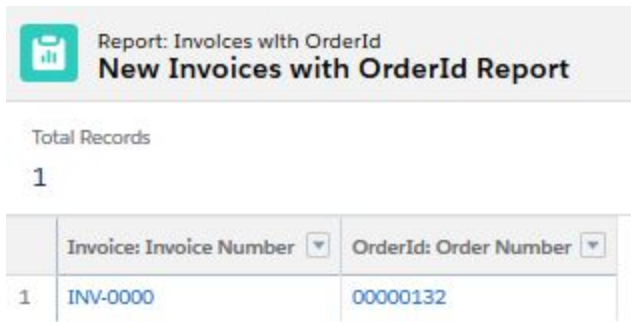 Report: Invoices with OrderId
New Invoices with OrderId Report
Total Records
1
Invoice: Invoice Number OrderId: Order Number
1 INV-0000 00000132